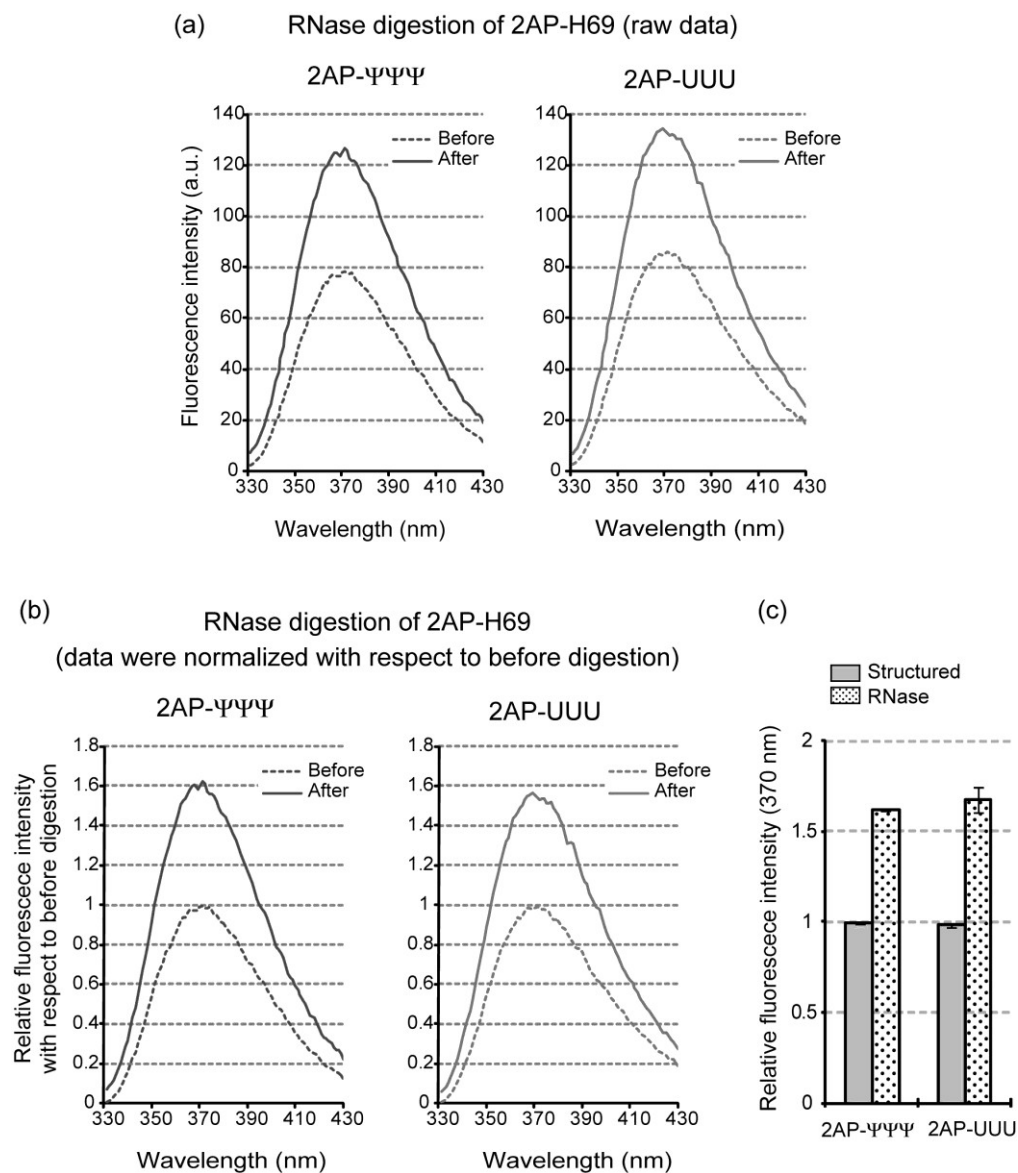 (a)
RNase digestion of 2AP-H69 (raw data)
2AP-ΨΨΨ
2AP-UUU
Fluorescence intensity (a.u.)
140
120
100
80
60
40
20
0
Before
After
330 350 370 390 410 430
Wavelength (nm)
140
120
100
80
60
40
20
0
Before
After
330 350 370 390 410 430
Wavelength (nm)
(b)
RNase digestion of 2AP-H69
(data were normalized with respect to before digestion)
2AP-ΨΨΨ
2AP-UUU
Relative fluorescece intensity
with respect to before digestion
1.8
1.6
1.4
1.2
1
0.8
0.6
0.4
0.2
0
Before
After
330 350 370 390 410 430
Wavelength (nm)
1.8
1.6
1.4
1.2
1
0.8
0.6
0.4
0.2
0
Before
After
330 350 370 390 410 430
Wavelength (nm)
(c)
Structured
RNase
Relative fluorescece intensity (370 nm)
2
1.5
1
0.5
0
2AP-ΨΨΨ 2AP-UUU